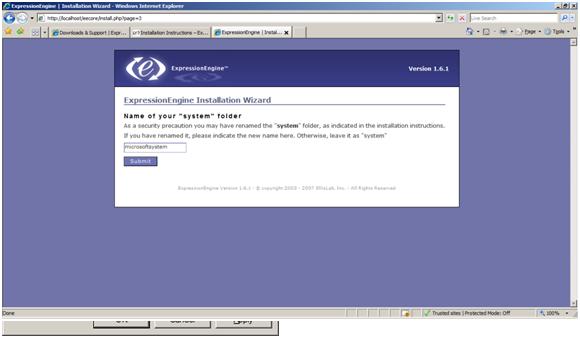 ExpressionEngine | Installation Wizard - Windows Internet Explorer
http://localhost/eecore/install.php?page=3
Live Search
Downloads & Support | Expr...
Installation Instructions – Ex...
ExpressionEngine | Instal...
Page
Tools
ExpressionEngine™
Version 1.6.1
ExpressionEngine Installation Wizard
Name of your "system" folder
As a security precaution you may have renamed the "system" folder, as indicated in the installation instructions.
If you have renamed it, please indicate the new name here. Otherwise, leave it as "system"
microsoftsystem
Submit
ExpressionEngine Version 1.6.1 - © copyright 2003 - 2007 EllisLab, Inc. - All Rights Reserved
Done
Trusted sites | Protected Mode: Off
100%